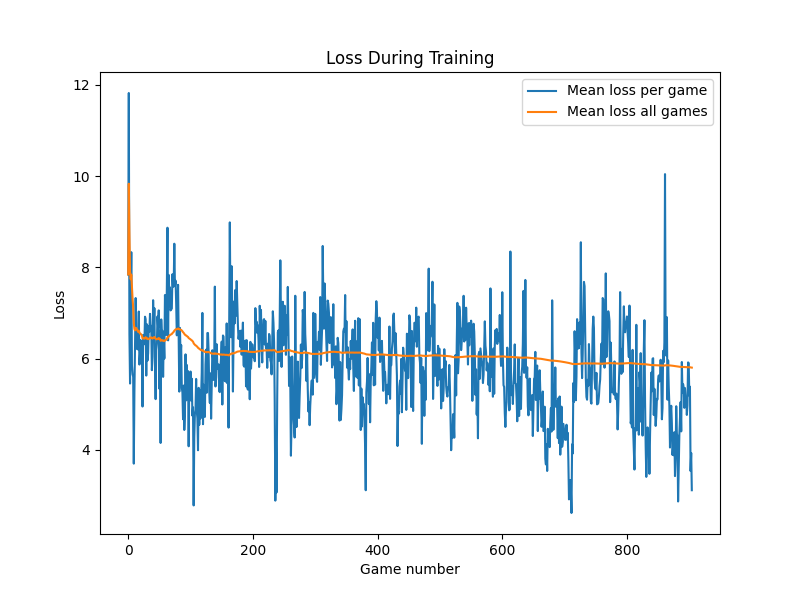 Loss During Training
Mean loss per game
Mean loss all games
12
10
8
6
4
Loss
0 200 400 600 800
Game number